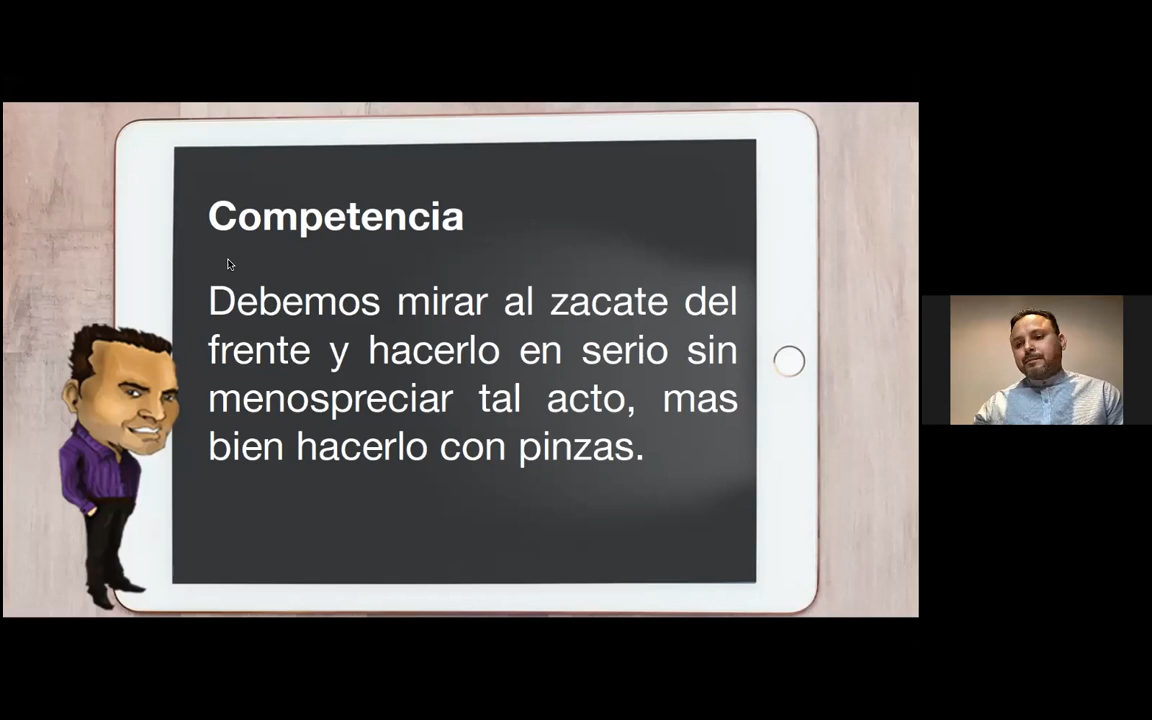 Competencia
Debemos mirar al zacate del
frente y hacerlo en serio sin
menospreciar tal acto, mas
bien hacerlo con pinzas.